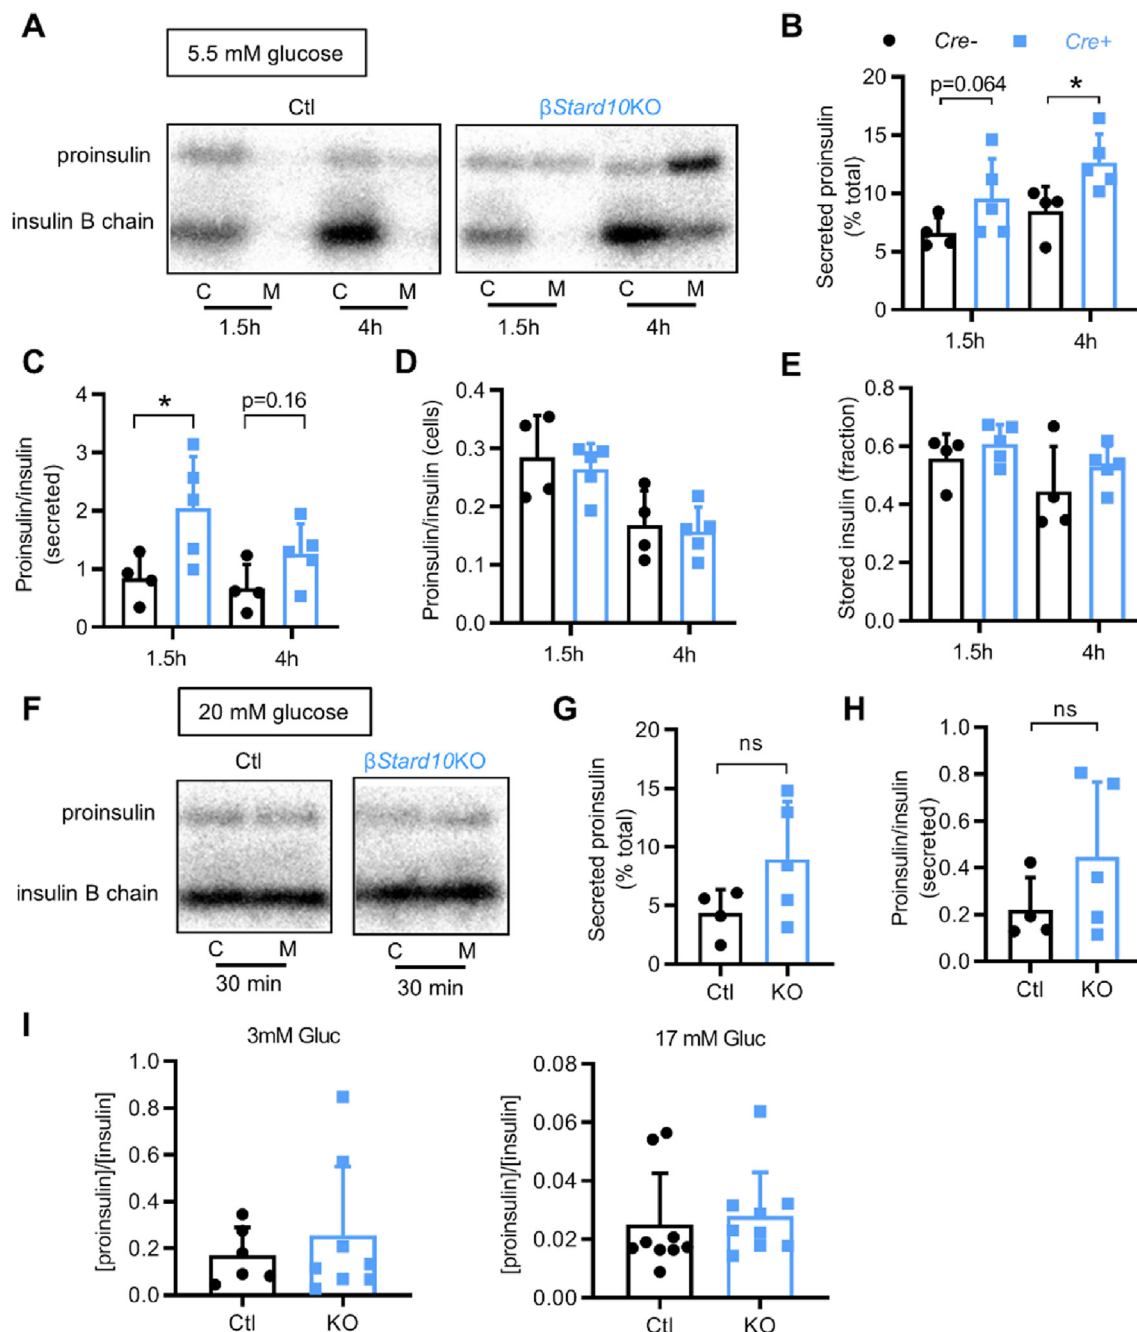 A
5.5 mM glucose
Ctl
βStard10KO
proinsulin
insulin B chain
C M C M C M C M
1.5h 4h 1.5h 4h
B
Cre- Cre+
p=0.064
*
Secreted proinsulin
(% total)
20
15
10
5
0
1.5h 4h
C
Proinsulin/insulin
(secreted)
4
3
2
1
0
*
p=0.16
1.5h 4h
D
Proinsulin/insulin (cells)
0.4
0.3
0.2
0.1
0.0
1.5h 4h
E
Stored insulin (fraction)
0.8
0.6
0.4
0.2
0.0
1.5h 4h
F
20 mM glucose
Ctl
βStard10KO
proinsulin
insulin B chain
C M C M
30 min 30 min
G
Secreted proinsulin
(% total)
20
15
10
5
0
ns
Ctl KO
H
Proinsulin/insulin
(secreted)
1.0
0.8
0.6
0.4
0.2
0.0
ns
Ctl KO
I
3mM Gluc
[proinsulin]/[insulin]
1.0
0.8
0.6
0.4
0.2
0.0
Ctl KO
17 mM Gluc
[proinsulin]/[insulin]
0.08
0.06
0.04
0.02
0.00
Ctl KO